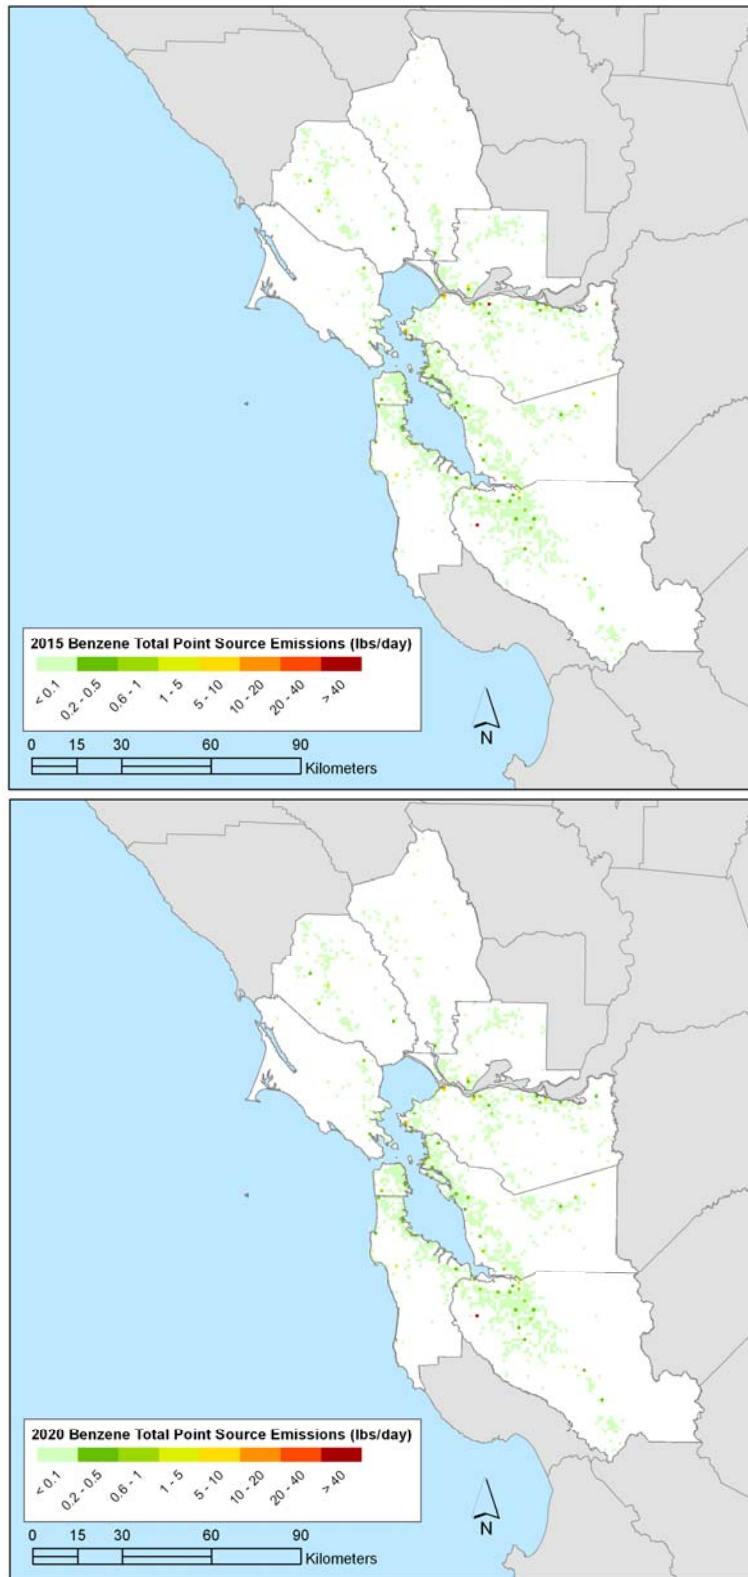 2015 Benzene Total Point Source Emissions (lbs/day)
< 0.1 0.2 - 0.5 0.6 - 1 1 - 5 5 - 10 10 - 20 20 - 40 > 40
N
0 15 30 60 90
Kilometers
2020 Benzene Total Point Source Emissions (lbs/day)
< 0.1 0.2 - 0.5 0.6 - 1 1 - 5 5 - 10 10 - 20 20 - 40 > 40
N
0 15 30 60 90
Kilometers